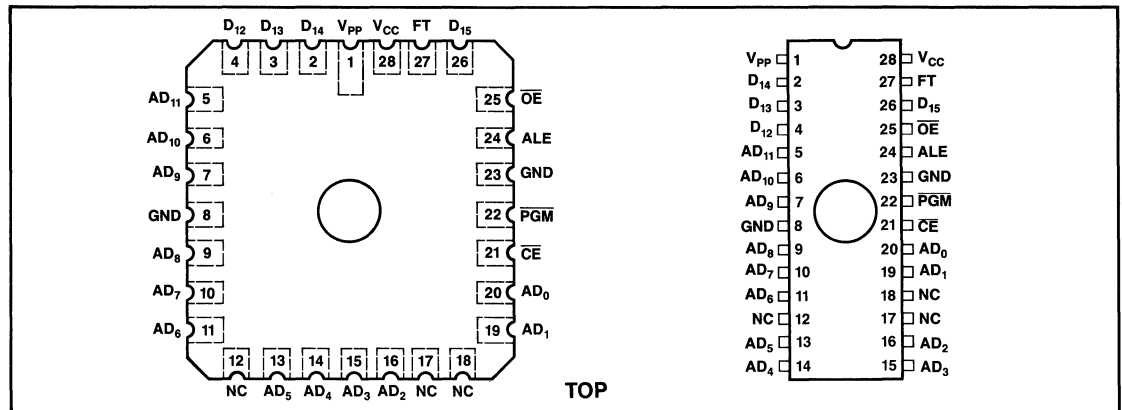 D12 D13 D14 VPP VCC FT D15
4 3 2 1 28 27 26
AD11 5 25 OE
AD10 6 24 ALE
AD9 7 23 GND
GND 8 22 PGM
AD8 9 21 CE
AD7 10 20 AD0
AD6 11 19 AD1
12 13 14 15 16 17 18
NC AD5 AD4 AD3 AD2 NC NC
TOP
VPP 1 28 VCC
D14 2 27 FT
D13 3 26 D15
D12 4 25 OE
AD11 5 24 ALE
AD10 6 23 GND
AD9 7 22 PGM
GND 8 21 CE
AD8 9 20 AD0
AD7 10 19 AD1
AD6 11 18 NC
NC 12 17 NC
AD5 13 16 AD2
AD4 14 15 AD3